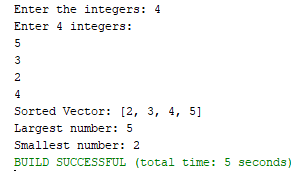 Enter the integers: 4
Enter 4 integers:
5
3
2
4
Sorted Vector: [2, 3, 4, 5]
Largest number: 5
Smallest number: 2
BUILD SUCCESSFUL (total time: 5 seconds)